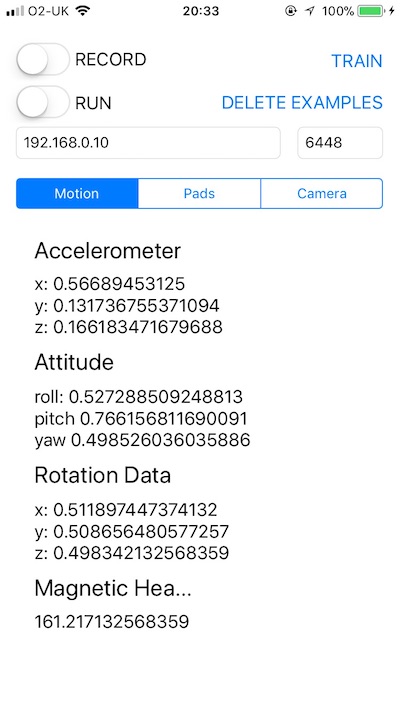 O2-UK 20:33 100%
RECORD TRAIN
RUN DELETE EXAMPLES
192.168.0.10 6448
Motion Pads Camera
Accelerometer
x: 0.56689453125
y: 0.131736755371094
z: 0.166183471679688
Attitude
roll: 0.527288509248813
pitch 0.766156811690091
yaw 0.498526036035886
Rotation Data
x: 0.511897447374132
y: 0.508656480577257
z: 0.498342132568359
Magnetic Hea...
161.217132568359